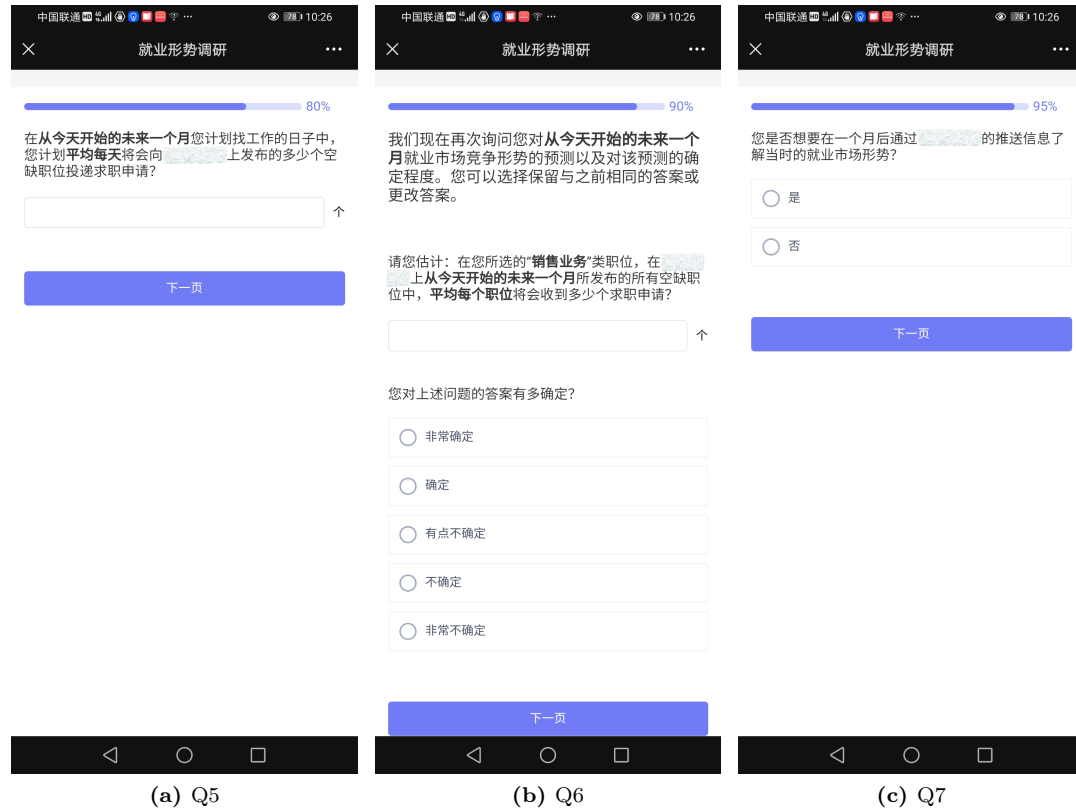 中国联通 HD 4G 78 10:26
就业形势调研
80%
在从今天开始的未来一个月您计划找工作的日子中，
您计划平均每天将会向 上发布的多少个空
缺职位投递求职申请？
个
下一页
(a) Q5
中国联通 HD 4G 78 10:26
就业形势调研
90%
我们现在再次询问您对从今天开始的未来一个
月就业市场竞争形势的预测以及对该预测的确
定程度。您可以选择保留与之前相同的答案或
更改答案。
请您估计：在您所选的“销售业务”类职位，在
上从今天开始的未来一个月所发布的所有空缺职
位中，平均每个职位将会收到多少个求职申请？
个
您对上述问题的答案有多确定？
非常确定
确定
有点不确定
不确定
非常不确定
下一页
(b) Q6
中国联通 HD 4G 78 10:26
就业形势调研
95%
您是否想要在一个月后通过 的推送信息了
解当时的就业市场形势？
是
否
下一页
(c) Q7